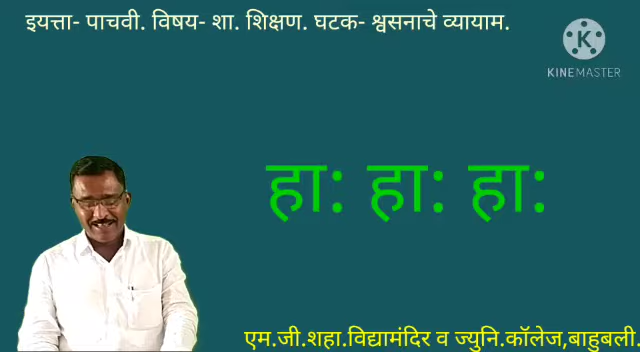 इयत्ता- पाचवी. विषय- शा. शिक्षण. घटक- श्वसनाचे व्यायाम.
K
KINEMASTER
हा: हा: हा:
एम.जी.शहा.विद्यामंदिर व ज्युनि.कॉलेज,बाहुबली.